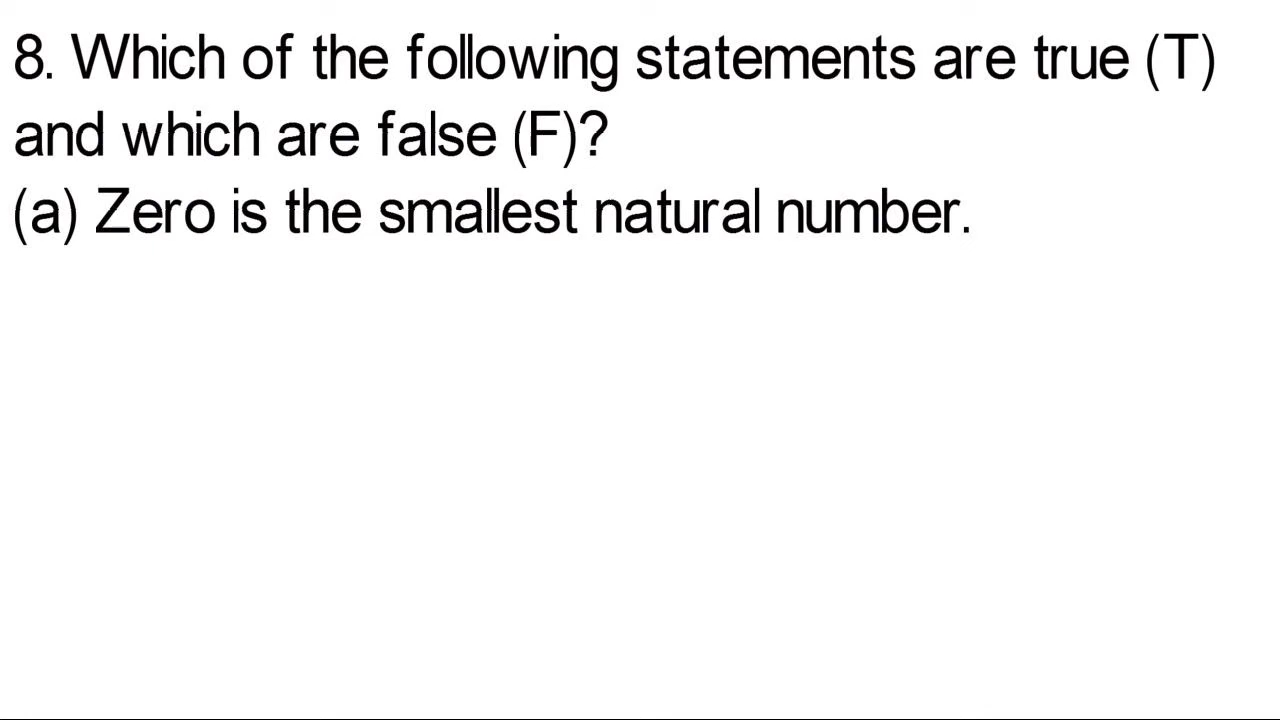 8. Which of the following statements are true (T)
and which are false (F)?
(a) Zero is the smallest natural number.